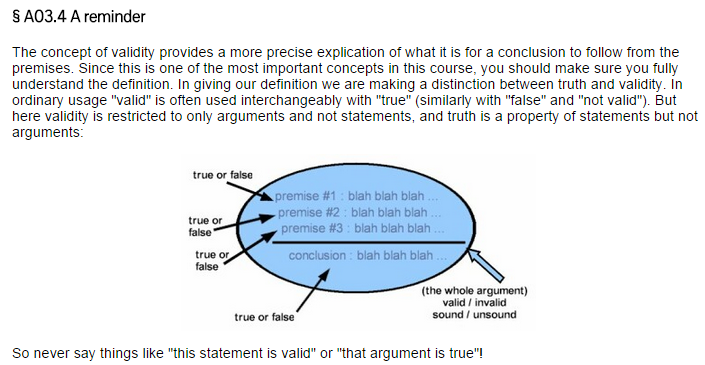 § A03.4 A reminder
The concept of validity provides a more precise explication of what it is for a conclusion to follow from the
premises. Since this is one of the most important concepts in this course, you should make sure you fully
understand the definition. In giving our definition we are making a distinction between truth and validity. In
ordinary usage "valid" is often used interchangeably with "true" (similarly with "false" and "not valid"). But
here validity is restricted to only arguments and not statements, and truth is a property of statements but not
arguments:
true or false
premise #1 : blah blah blah ...
premise #2 : blah blah blah ...
true or
false
premise #3 : blah blah blah ...
true or
false
conclusion : blah blah blah ...
(the whole argument)
valid / invalid
sound / unsound
true or false
So never say things like "this statement is valid" or "that argument is true"!